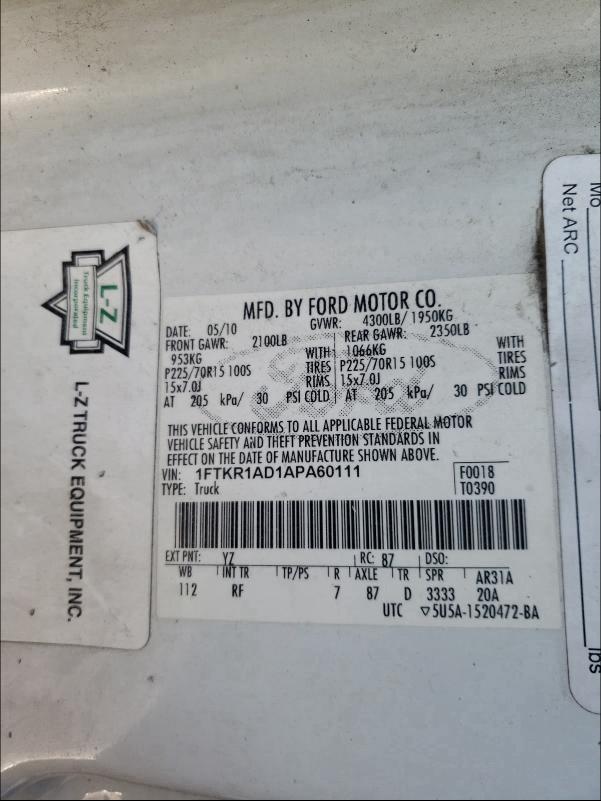 Mo
Net ARC
lbs
L-Z
Truck Equipment
Incorporated
L-Z TRUCK EQUIPMENT, INC.
MFD. BY FORD MOTOR CO.
DATE: 05/10 GVWR: 4300LB/ 1950KG
FRONT GAWR: 2100LB REAR GAWR: 2350LB
953KG WITH 1066KG WITH
P225/70R15 100S TIRES P225/70R15 100S TIRES
15x7.0J RIMS 15x7.0J RIMS
AT 205 kPa/ 30 PSI COLD AT 205 kPa/ 30 PSI COLD
THIS VEHICLE CONFORMS TO ALL APPLICABLE FEDERAL MOTOR
VEHICLE SAFETY AND THEFT PREVENTION STANDARDS IN
EFFECT ON THE DATE OF MANUFACTURE SHOWN ABOVE.
VIN: 1FTKR1AD1APA60111 F0018
TYPE: Truck T0390
EXT PNT: YZ RC: 87 DSO:
WB INT TR TP/PS R AXLE TR SPR AR31A
112 RF 7 87 D 3333 20A
UTC ▽5U5A-1520472-BA